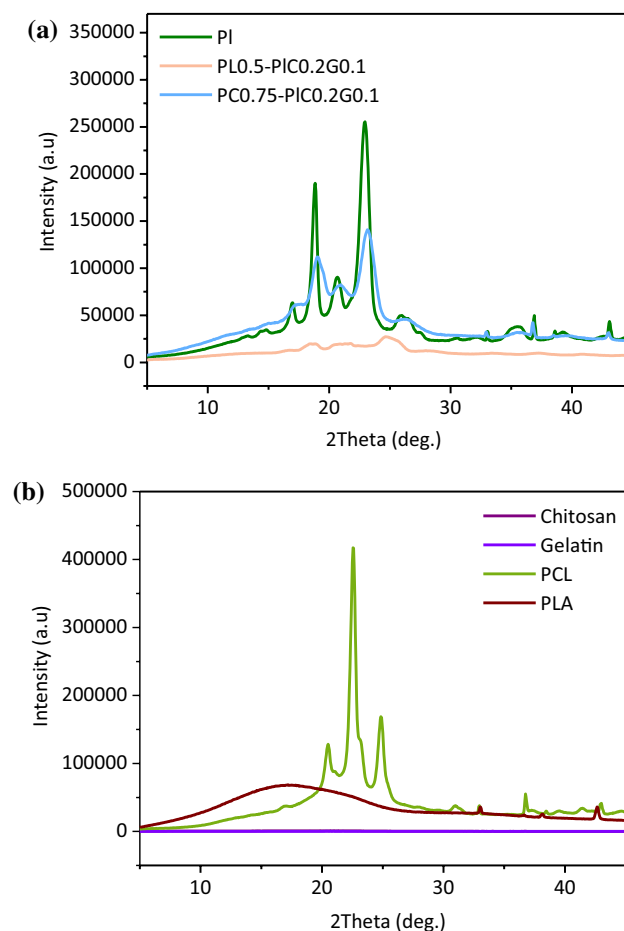 (a)
350000
300000
250000
200000
150000
100000
50000
0
Intensity (a.u)
Pl
PL0.5-PlC0.2G0.1
PC0.75-PlC0.2G0.1
10 20 30 40
2Theta (deg.)
(b)
500000
400000
300000
200000
100000
0
Intensity (a.u)
Chitosan
Gelatin
PCL
PLA
10 20 30 40
2Theta (deg.)